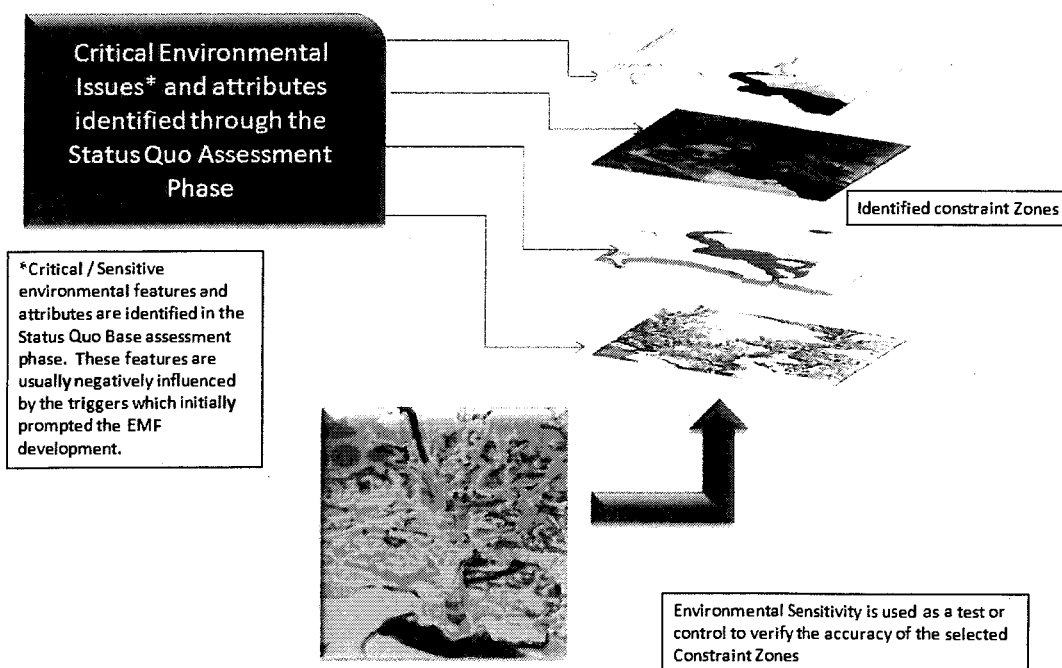 Critical Environmental
Issues* and attributes
identified through the
Status Quo Assessment
Phase
Identified constraint Zones
*Critical / Sensitive
environmental features and
attributes are identified in the
Status Quo Base assessment
phase. These features are
usually negatively influenced
by the triggers which initially
prompted the EMF
development.
Environmental Sensitivity is used as a test or
control to verify the accuracy of the selected
Constraint Zones